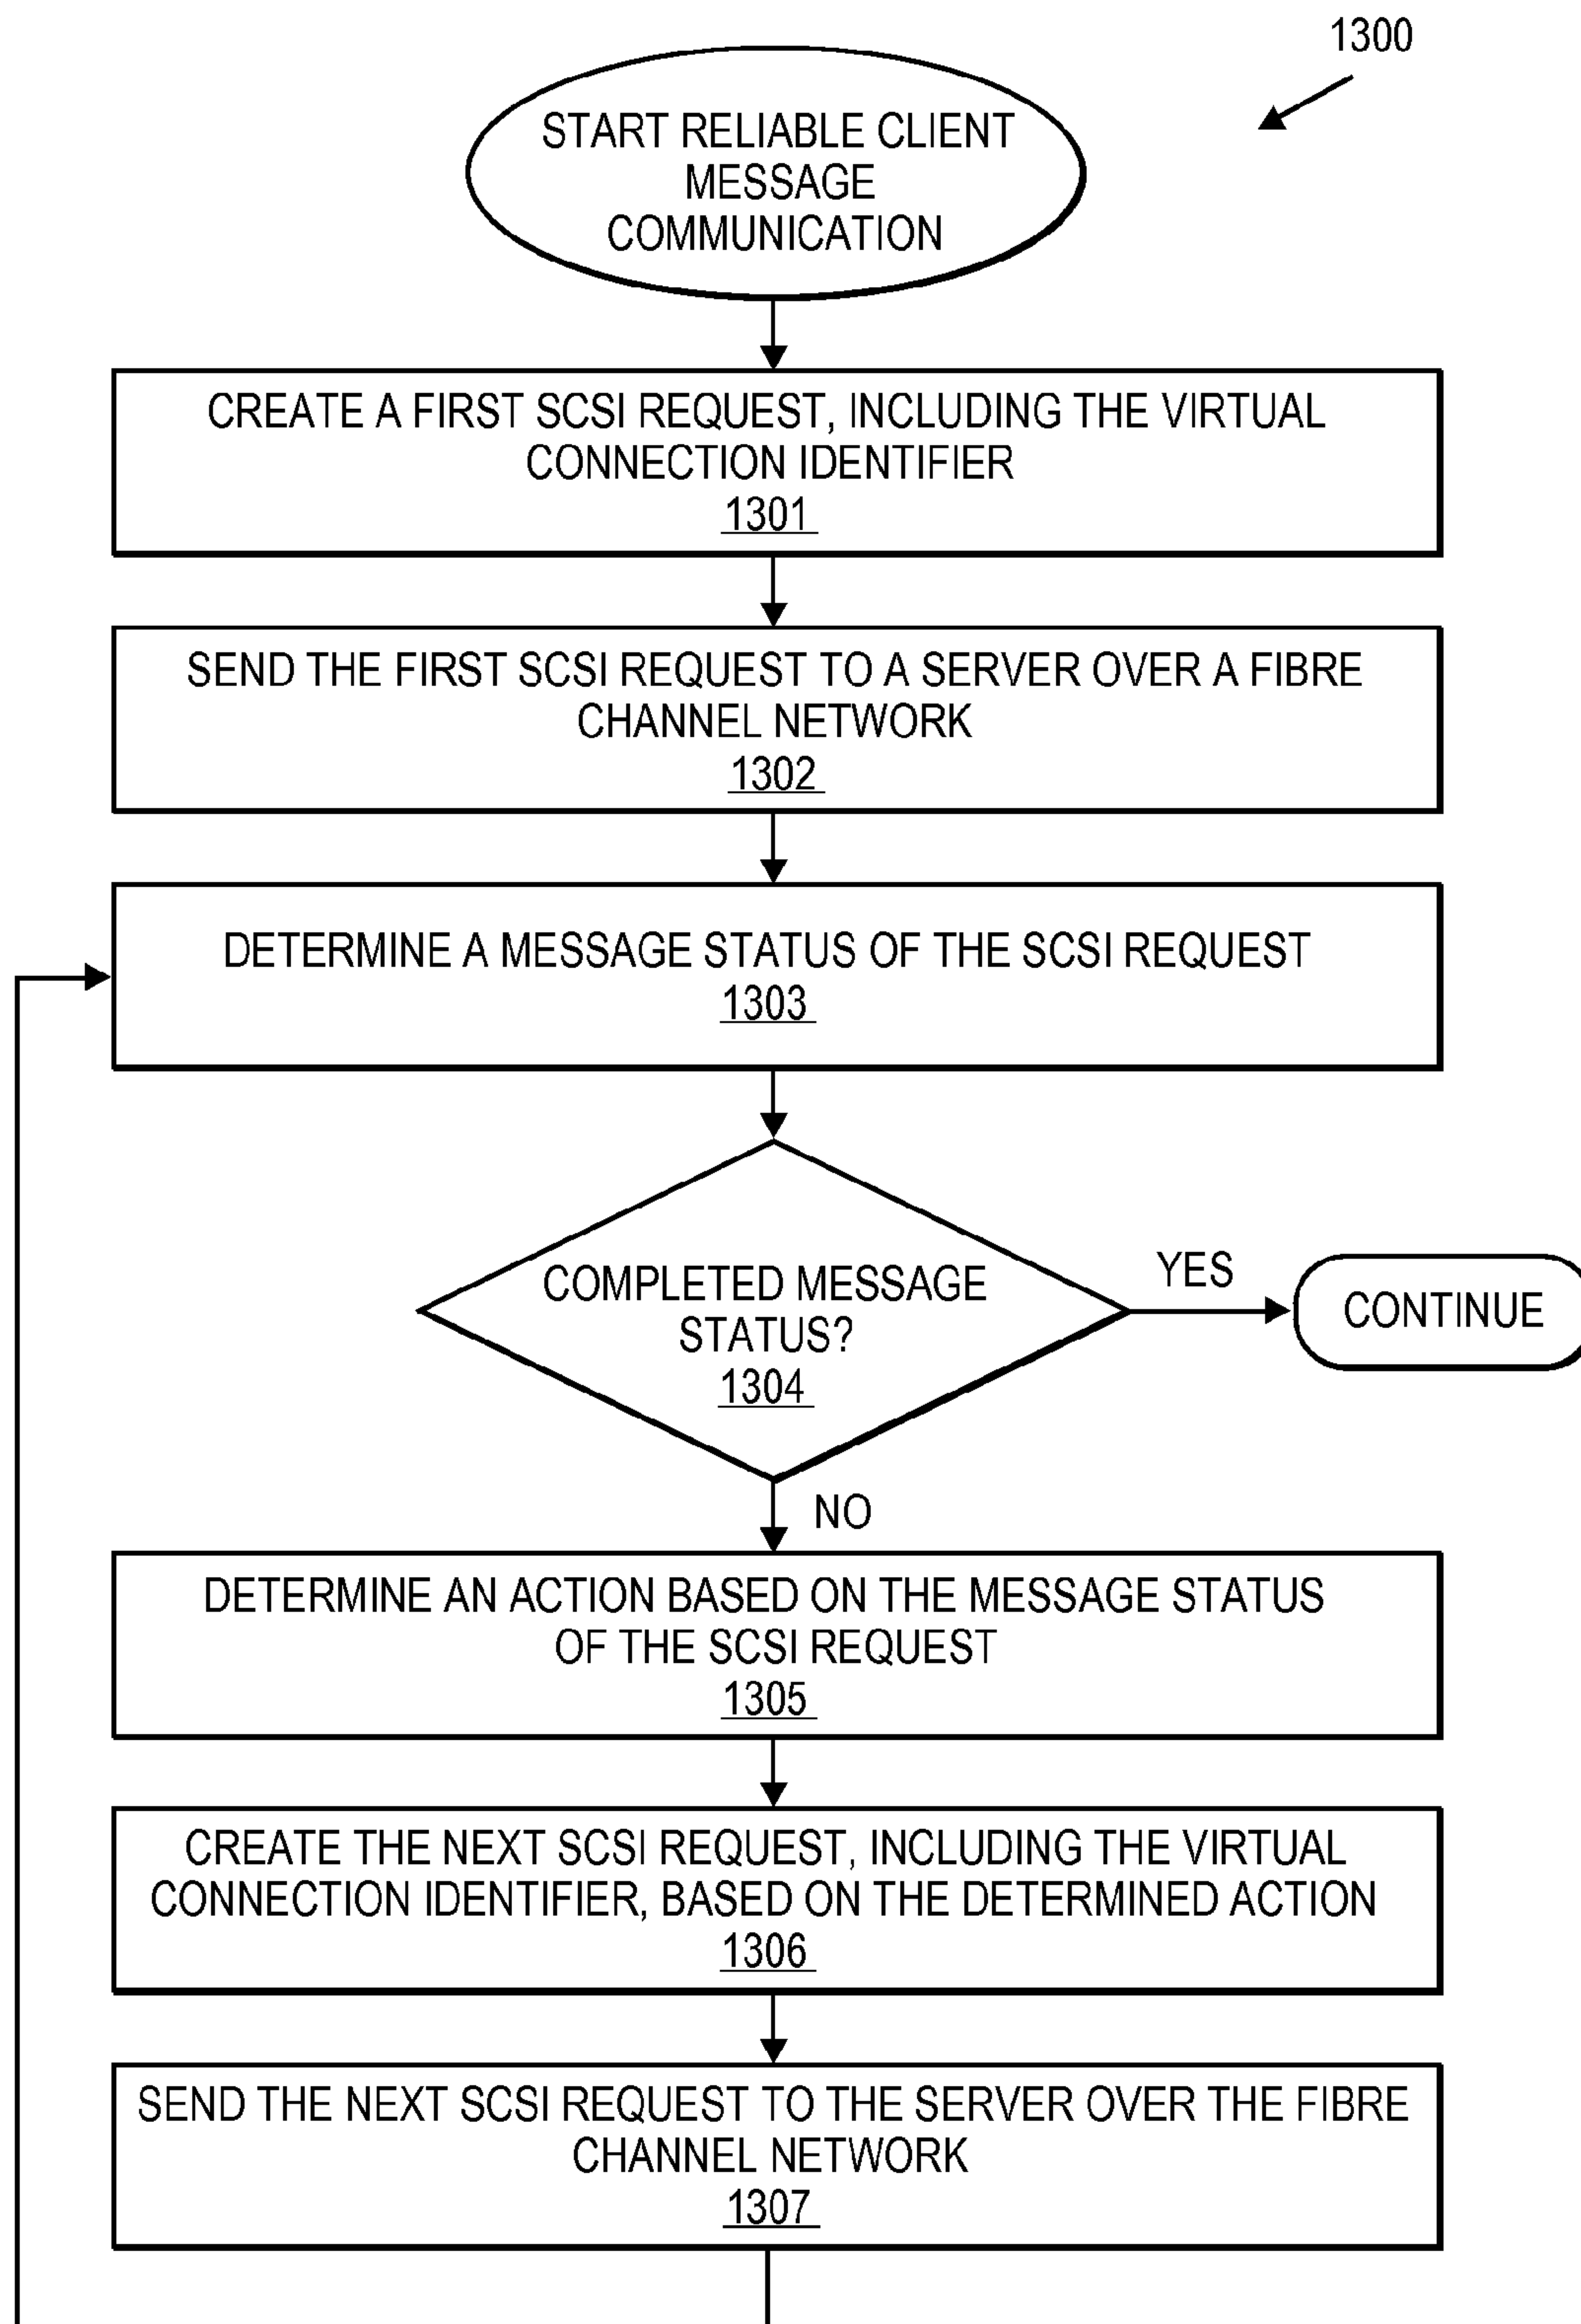 1300
START RELIABLE CLIENT
MESSAGE
COMMUNICATION
CREATE A FIRST SCSI REQUEST, INCLUDING THE VIRTUAL
CONNECTION IDENTIFIER
1301
SEND THE FIRST SCSI REQUEST TO A SERVER OVER A FIBRE
CHANNEL NETWORK
1302
DETERMINE A MESSAGE STATUS OF THE SCSI REQUEST
1303
COMPLETED MESSAGE
STATUS?
1304
YES
CONTINUE
NO
DETERMINE AN ACTION BASED ON THE MESSAGE STATUS
OF THE SCSI REQUEST
1305
CREATE THE NEXT SCSI REQUEST, INCLUDING THE VIRTUAL
CONNECTION IDENTIFIER, BASED ON THE DETERMINED ACTION
1306
SEND THE NEXT SCSI REQUEST TO THE SERVER OVER THE FIBRE
CHANNEL NETWORK
1307